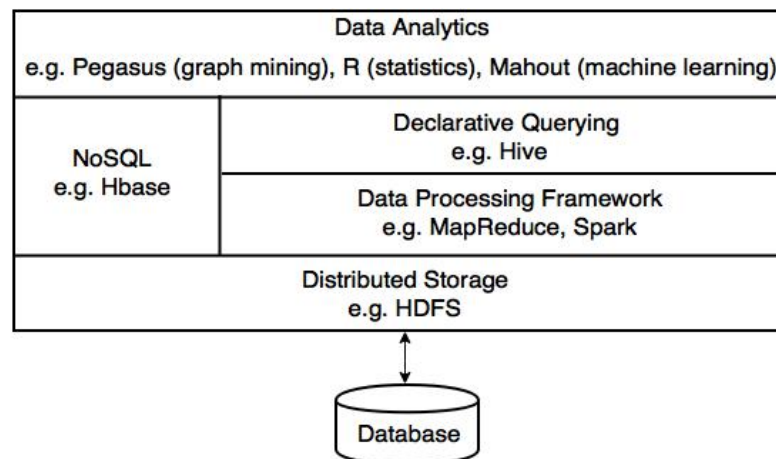 Data Analytics
e.g. Pegasus (graph mining), R (statistics), Mahout (machine learning)
NoSQL
e.g. Hbase
Declarative Querying
e.g. Hive
Data Processing Framework
e.g. MapReduce, Spark
Distributed Storage
e.g. HDFS
Database